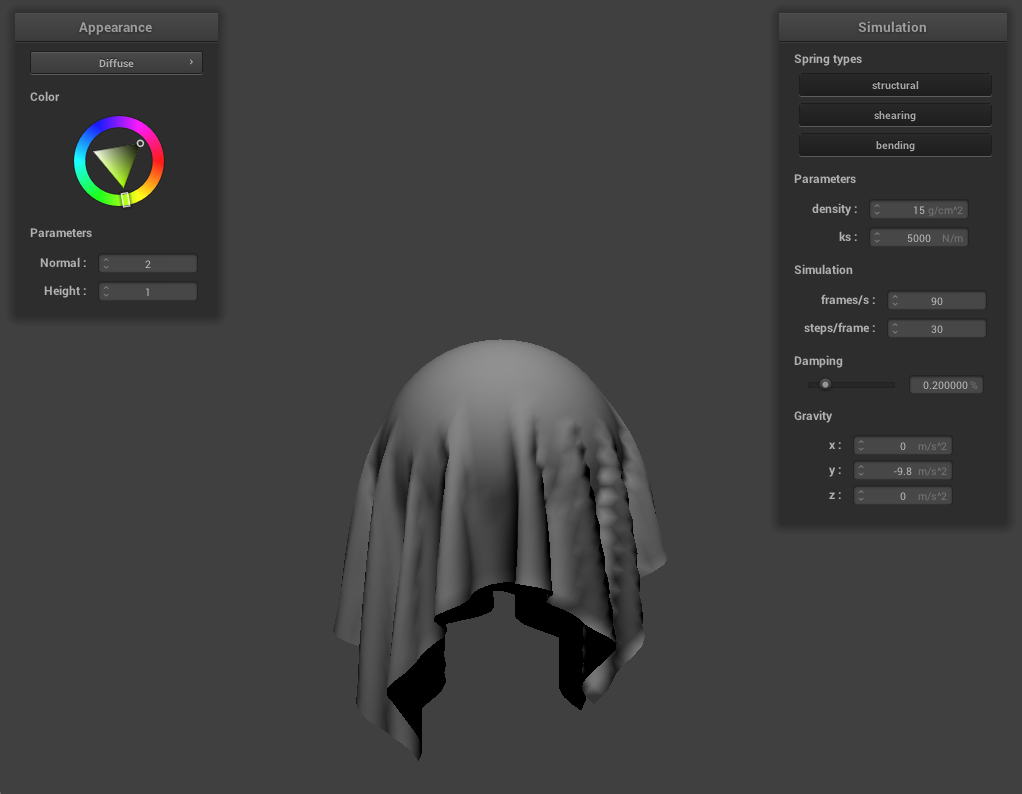 Appearance
Diffuse ›
Color
Parameters
Normal : 2
Height : 1
Simulation
Spring types
structural
shearing
bending
Parameters
density : 15 g/cm^2
ks : 5000 N/m
Simulation
frames/s : 90
steps/frame : 30
Damping
0.200000 %
Gravity
x : 0 m/s^2
y : -9.8 m/s^2
z : 0 m/s^2